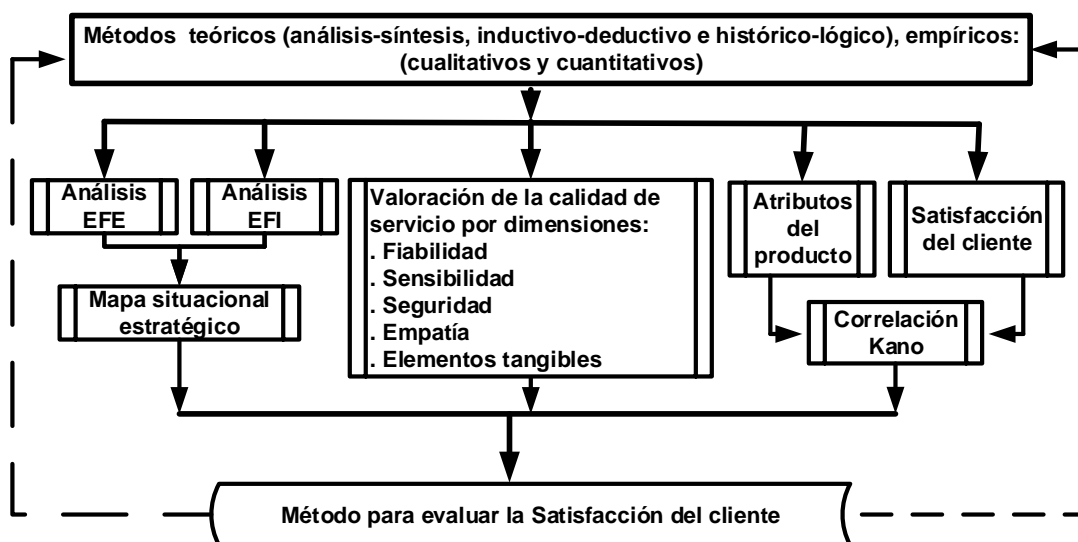 Métodos teóricos (análisis-síntesis, inductivo-deductivo e histórico-lógico), empíricos:
(cualitativos y cuantitativos)
Análisis
EFE
Análisis
EFI
Mapa situacional
estratégico
Valoración de la calidad de
servicio por dimensiones:
. Fiabilidad
. Sensibilidad
. Seguridad
. Empatía
. Elementos tangibles
Atributos
del
producto
Satisfacción
del cliente
Correlación
Kano
Método para evaluar la Satisfacción del cliente